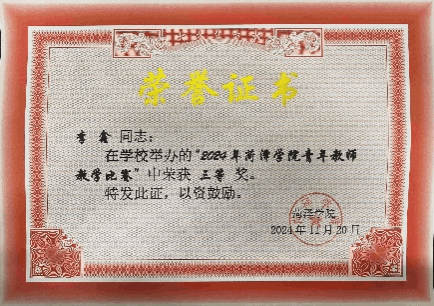 荣誉证书
李鑫 同志：
在学校举办的“2024年菏泽学院青年教师
教学比赛”中荣获 三等 奖。
特发此证，以资鼓励。
菏泽学院
2024年11月20日